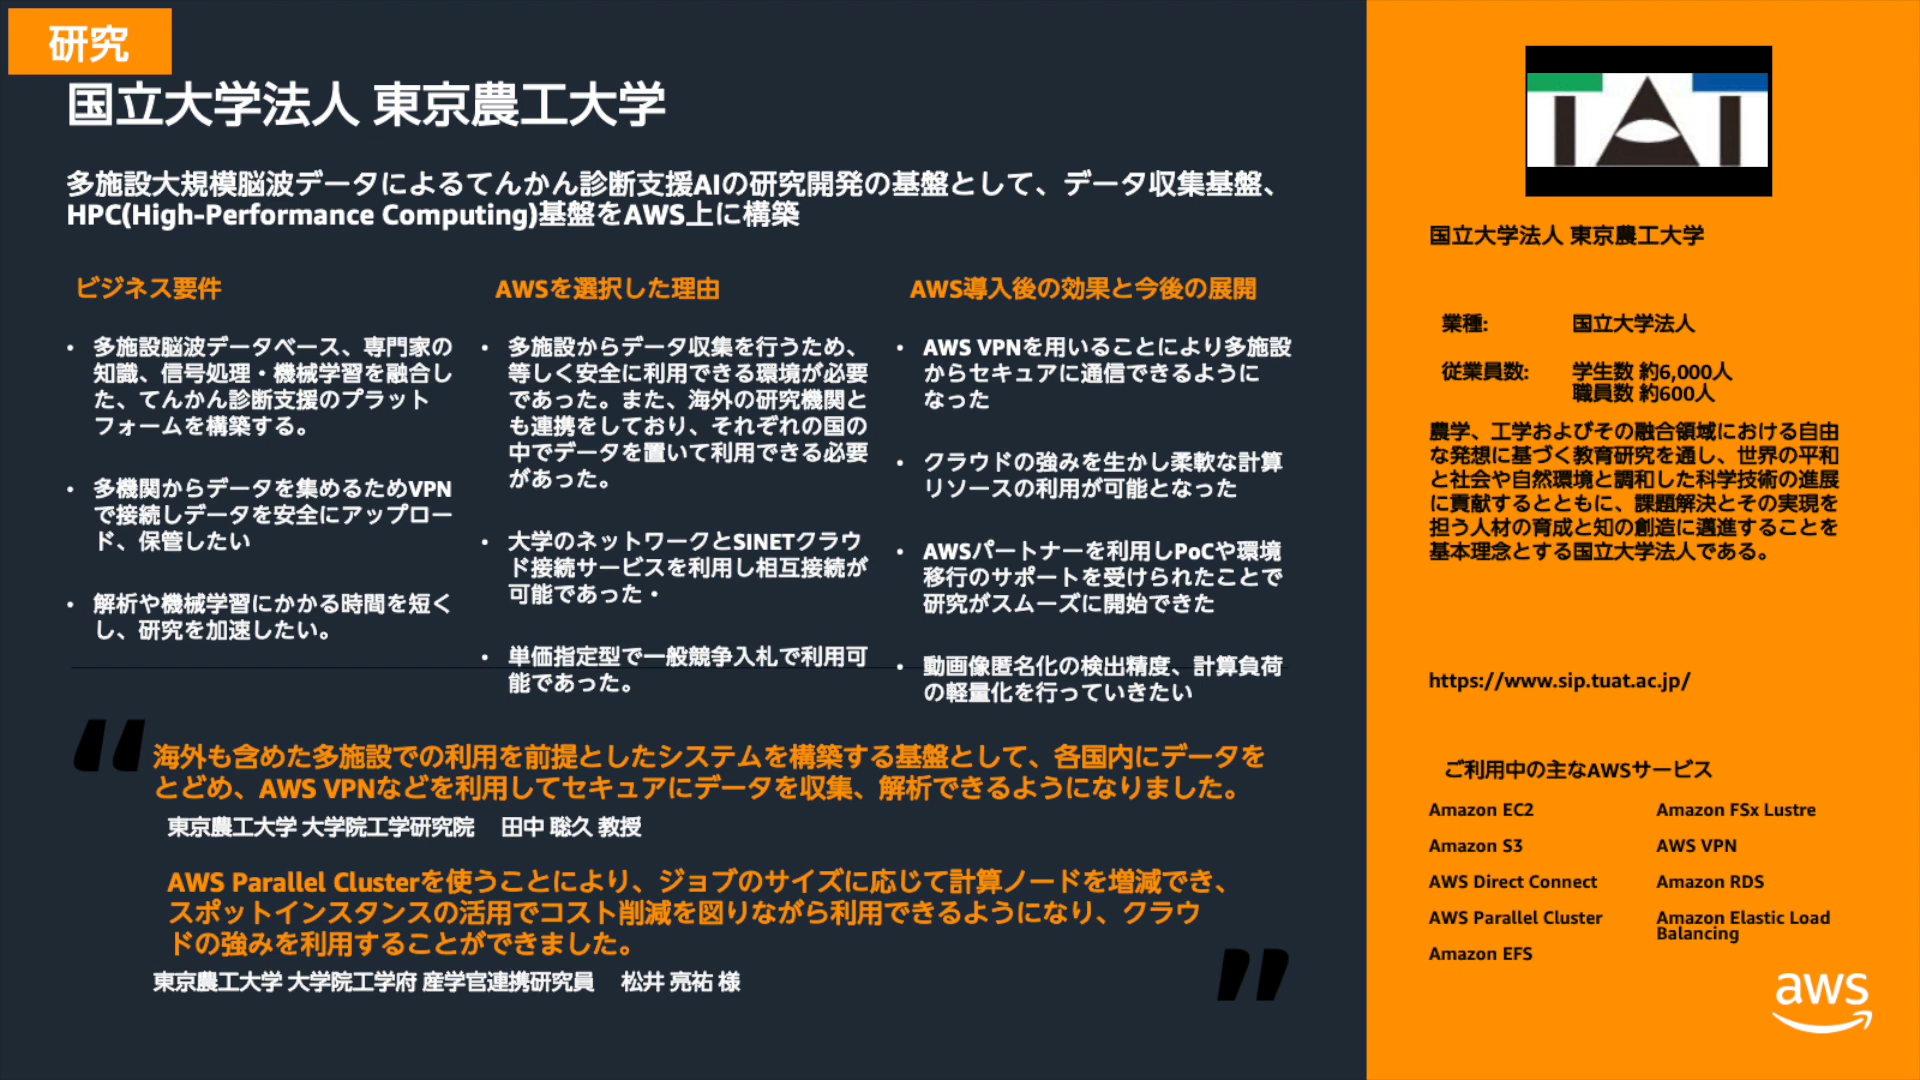 研究
国立大学法人 東京農工大学
多施設大規模脳波データによるてんかん診断支援AIの研究開発の基盤として、データ収集基盤、
HPC(High-Performance Computing)基盤をAWS上に構築
ビジネス要件
• 多施設脳波データベース、専門家の
知識、信号処理・機械学習を融合し
た、てんかん診断支援のプラット
フォームを構築する。
• 多機関からデータを集めるためVPN
で接続しデータを安全にアップロー
ド、保管したい
• 解析や機械学習にかかる時間を短く
し、研究を加速したい。
AWSを選択した理由
• 多施設からデータ収集を行うため、
等しく安全に利用できる環境が必要
であった。また、海外の研究機関と
も連携をしており、それぞれの国の
中でデータを置いて利用できる必要
があった。
• 大学のネットワークとSINETクラウ
ド接続サービスを利用し相互接続が
可能であった・
• 単価指定型で一般競争入札で利用可
能であった。
AWS導入後の効果と今後の展開
• AWS VPNを用いることにより多施設
からセキュアに通信できるように
なった
• クラウドの強みを生かし柔軟な計算
リソースの利用が可能となった
• AWSパートナーを利用しPoCや環境
移行のサポートを受けられたことで
研究がスムーズに開始できた
• 動画像匿名化の検出精度、計算負荷
の軽量化を行っていきたい
“
海外も含めた多施設での利用を前提としたシステムを構築する基盤として、各国内にデータを
とどめ、AWS VPNなどを利用してセキュアにデータを収集、解析できるようになりました。
東京農工大学 大学院工学研究院 田中 聡久 教授
AWS Parallel Clusterを使うことにより、ジョブのサイズに応じて計算ノードを増減でき、
スポットインスタンスの活用でコスト削減を図りながら利用できるようになり、クラウ
ドの強みを利用することができました。
東京農工大学 大学院工学府 産学官連携研究員 松井 亮祐 様
”
TAT
国立大学法人 東京農工大学
業種: 国立大学法人
従業員数: 学生数 約6,000人
職員数 約600人
農学、工学およびその融合領域における自由
な発想に基づく教育研究を通し、世界の平和
と社会や自然環境と調和した科学技術の進展
に貢献するとともに、課題解決とその実現を
担う人材の育成と知の創造に邁進することを
基本理念とする国立大学法人である。
https://www.sip.tuat.ac.jp/
ご利用中の主なAWSサービス
Amazon EC2
Amazon S3
AWS Direct Connect
AWS Parallel Cluster
Amazon EFS
Amazon FSx Lustre
AWS VPN
Amazon RDS
Amazon Elastic Load
Balancing
aws